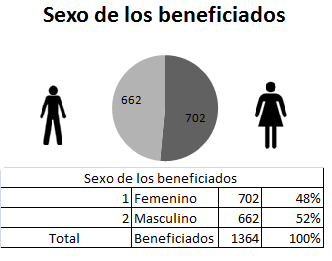 Sexo de los beneficiados
662
702
Sexo de los beneficiados
1 Femenino 702 48%
2 Masculino 662 52%
Total Beneficiados 1364 100%